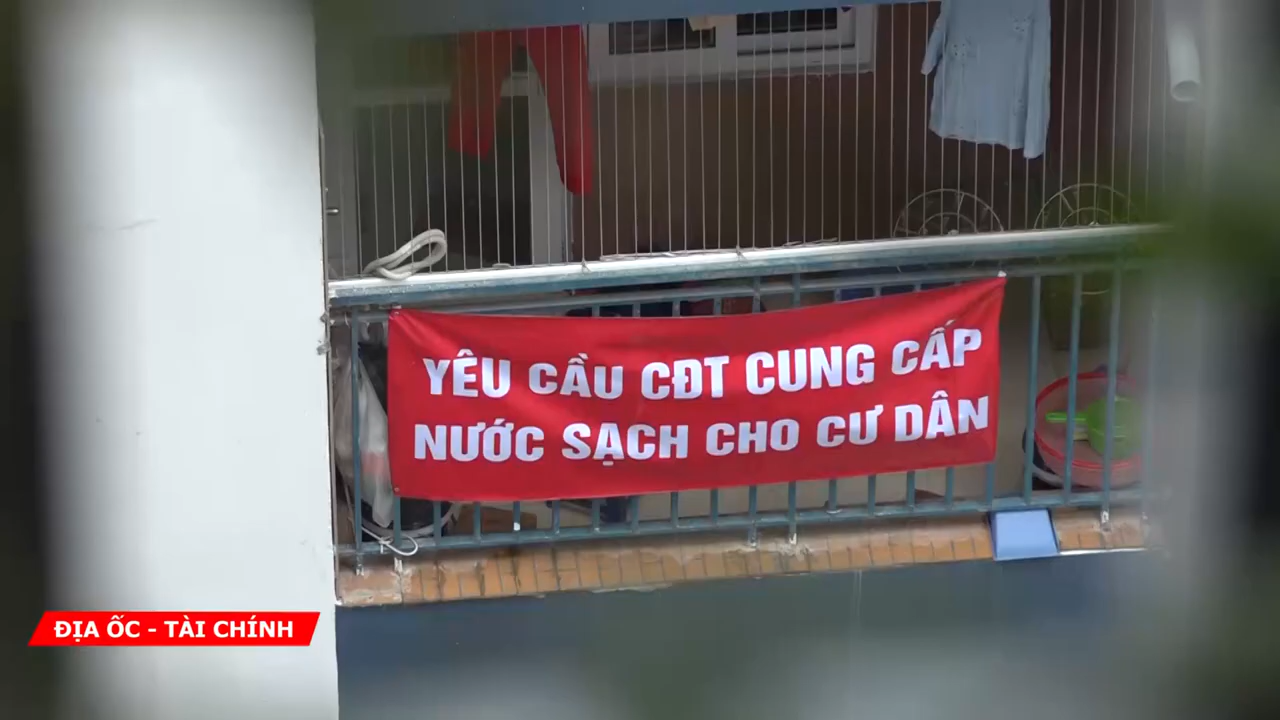 YÊU CẦU CĐT CUNG CẤP
NƯỚC SẠCH CHO CƯ DÂN
ĐỊA ỐC - TÀI CHÍNH